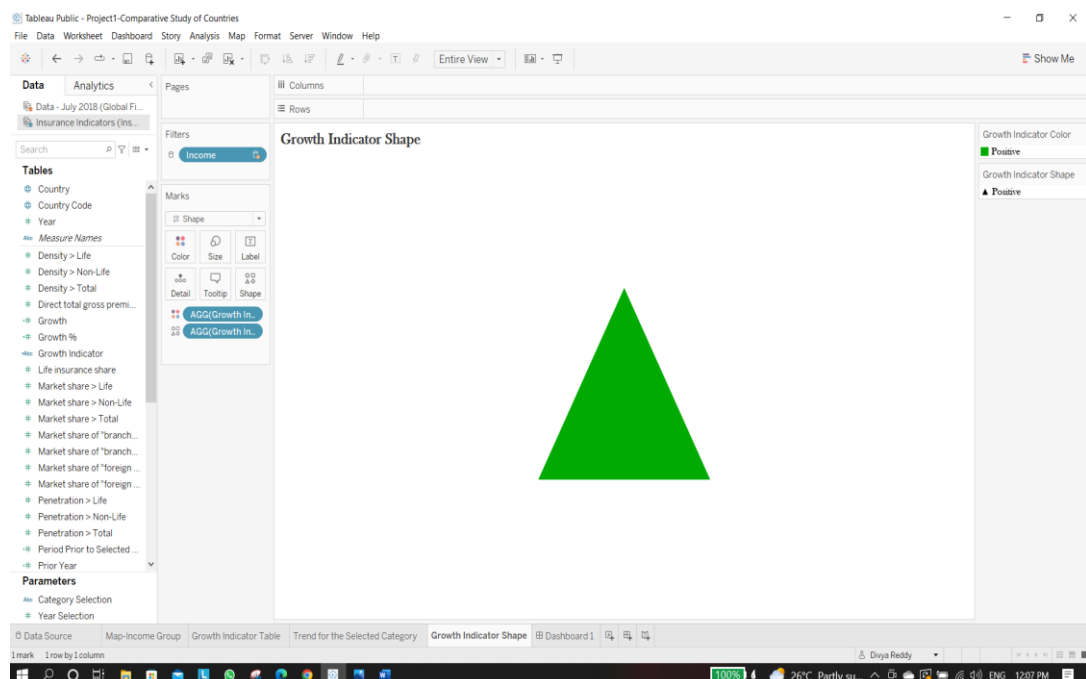 Tableau Public - Project1-Comparative Study of Countries
File Data Worksheet Dashboard Story Analysis Map Format Server Window Help
Entire View
Show Me
Data Analytics
Data - July 2018 (Global Fi...
Insurance Indicators (Ins...
Search
Tables
Country
Country Code
Year
Abc Measure Names
Density > Life
Density > Non-Life
Density > Total
Direct total gross premi...
Growth
Growth %
Growth Indicator
Life insurance share
Market share > Life
Market share > Non-Life
Market share > Total
Market share of "branch...
Market share of "branch...
Market share of "foreign ...
Market share of "foreign ...
Penetration > Life
Penetration > Non-Life
Penetration > Total
Period Prior to Selected ...
Prior Year
Parameters
Abc Category Selection
Year Selection
Pages
Filters
Income
Marks
Shape
Color Size Label
Detail Tooltip Shape
AGG(Growth In..
AGG(Growth In..
Columns
Rows
Growth Indicator Shape
Growth Indicator Color
Positive
Growth Indicator Shape
Positive
Data Source Map-Income Group Growth Indicator Table Trend for the Selected Category Growth Indicator Shape Dashboard 1
1 mark 1 row by 1 column
Divya Reddy
100% 26°C Partly su... ENG 12:07 PM